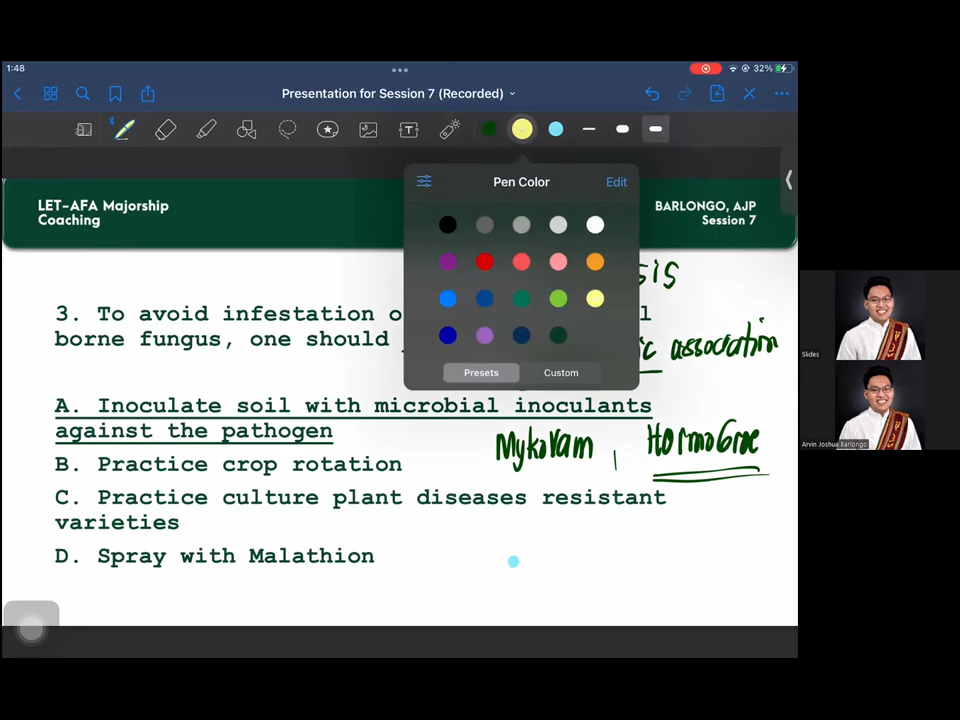 1:48
32%
Presentation for Session 7 (Recorded)
Pen Color
Edit
LET-AFA Majorship
Coaching
BARLONGO, AJP
Session 7
sis
3. To avoid infestation o l
borne fungus, one should
ic association
A. Inoculate soil with microbial inoculants
against the pathogen
Mykovam, HormoGroe
B. Practice crop rotation
C. Practice culture plant diseases resistant
varieties
D. Spray with Malathion
Presets
Custom
Slides
Arvin Joshua Barlongo